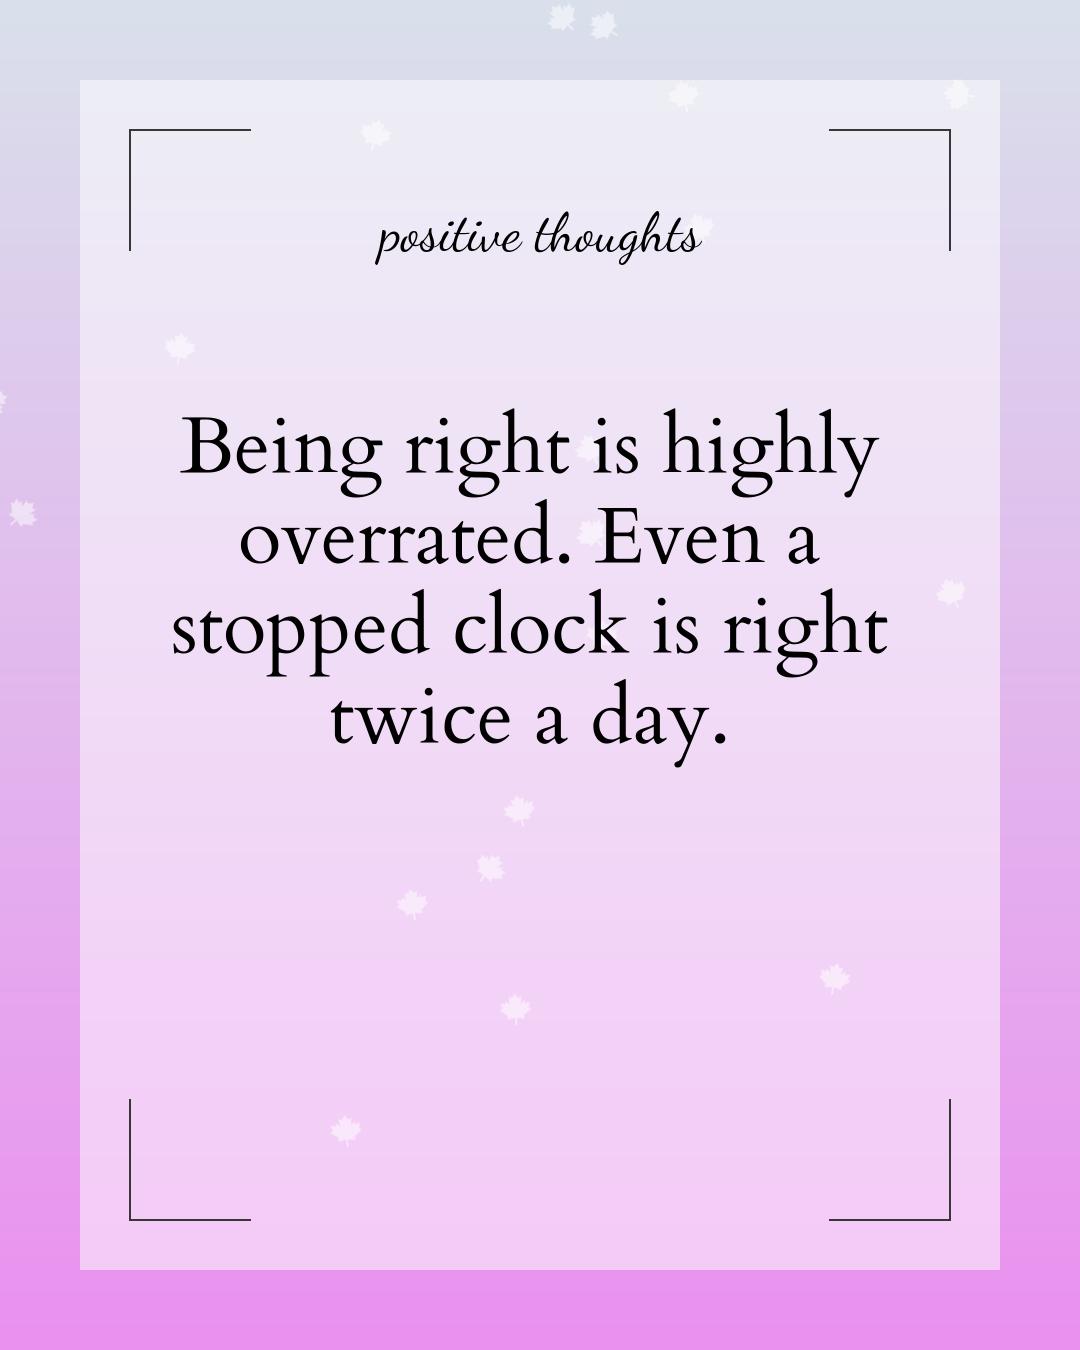 positive thoughts
Being right is highly
overrated. Even a
stopped clock is right
twice a day.